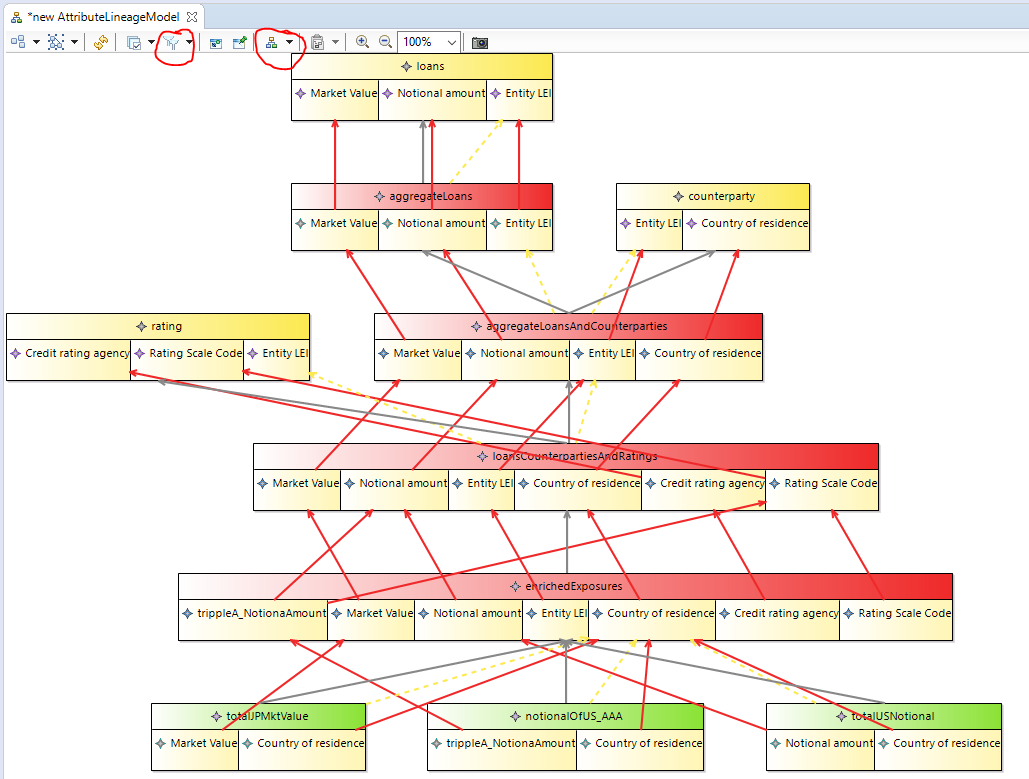 *new AttributeLineageModel
100%
loans
Market Value Notional amount Entity LEI
aggregateLoans
Market Value Notional amount Entity LEI
counterparty
Entity LEI Country of residence
rating
Credit rating agency Rating Scale Code Entity LEI
aggregateLoansAndCounterparties
Market Value Notional amount Entity LEI Country of residence
loansCounterpartiesAndRatings
Market Value Notional amount Entity LEI Country of residence Credit rating agency Rating Scale Code
enrichedExposures
trippleA_NotionaAmount Market Value Notional amount Entity LEI Country of residence Credit rating agency Rating Scale Code
totalJPMktValue
Market Value Country of residence
notionalOfUS_AAA
trippleA_NotionaAmount Country of residence
totalUSNotional
Notional amount Country of residence